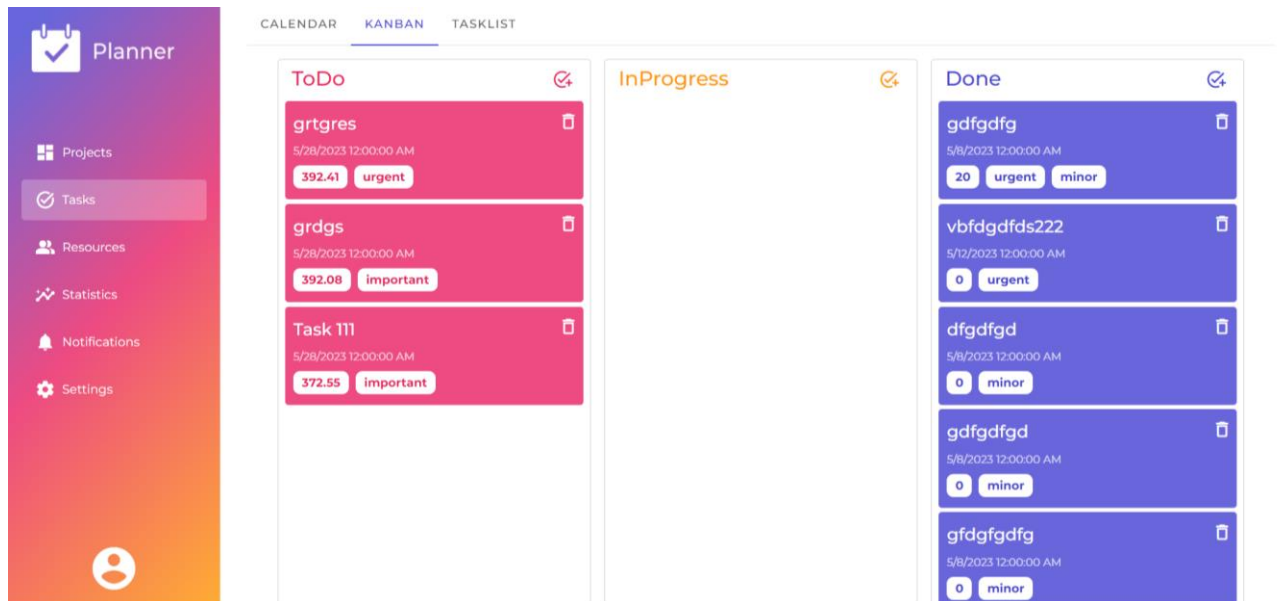 Planner
Projects
Tasks
Resources
Statistics
Notifications
Settings
CALENDAR KANBAN TASKLIST
ToDo
grtgres
5/28/2023 12:00:00 AM
392.41 urgent
grdgs
5/28/2023 12:00:00 AM
392.08 important
Task 111
5/28/2023 12:00:00 AM
372.55 important
InProgress
Done
gdfgdfg
5/8/2023 12:00:00 AM
20 urgent minor
vbfdgdfds222
5/12/2023 12:00:00 AM
0 urgent
dfgdfgd
5/8/2023 12:00:00 AM
0 minor
gdfgdfgd
5/8/2023 12:00:00 AM
0 minor
gfdgfgdfg
5/8/2023 12:00:00 AM
0 minor